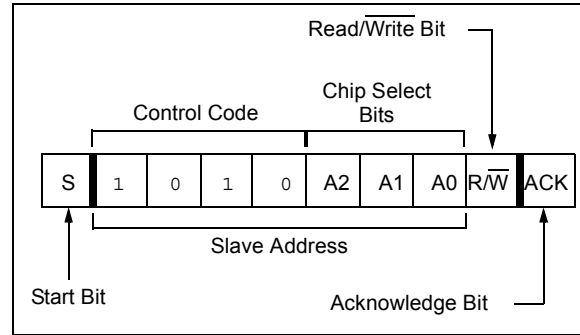 Read/Write Bit
Chip Select
Control Code Bits
S 1 0 1 0 A2 A1 A0 R/W ACK
Slave Address
Start Bit
Acknowledge Bit